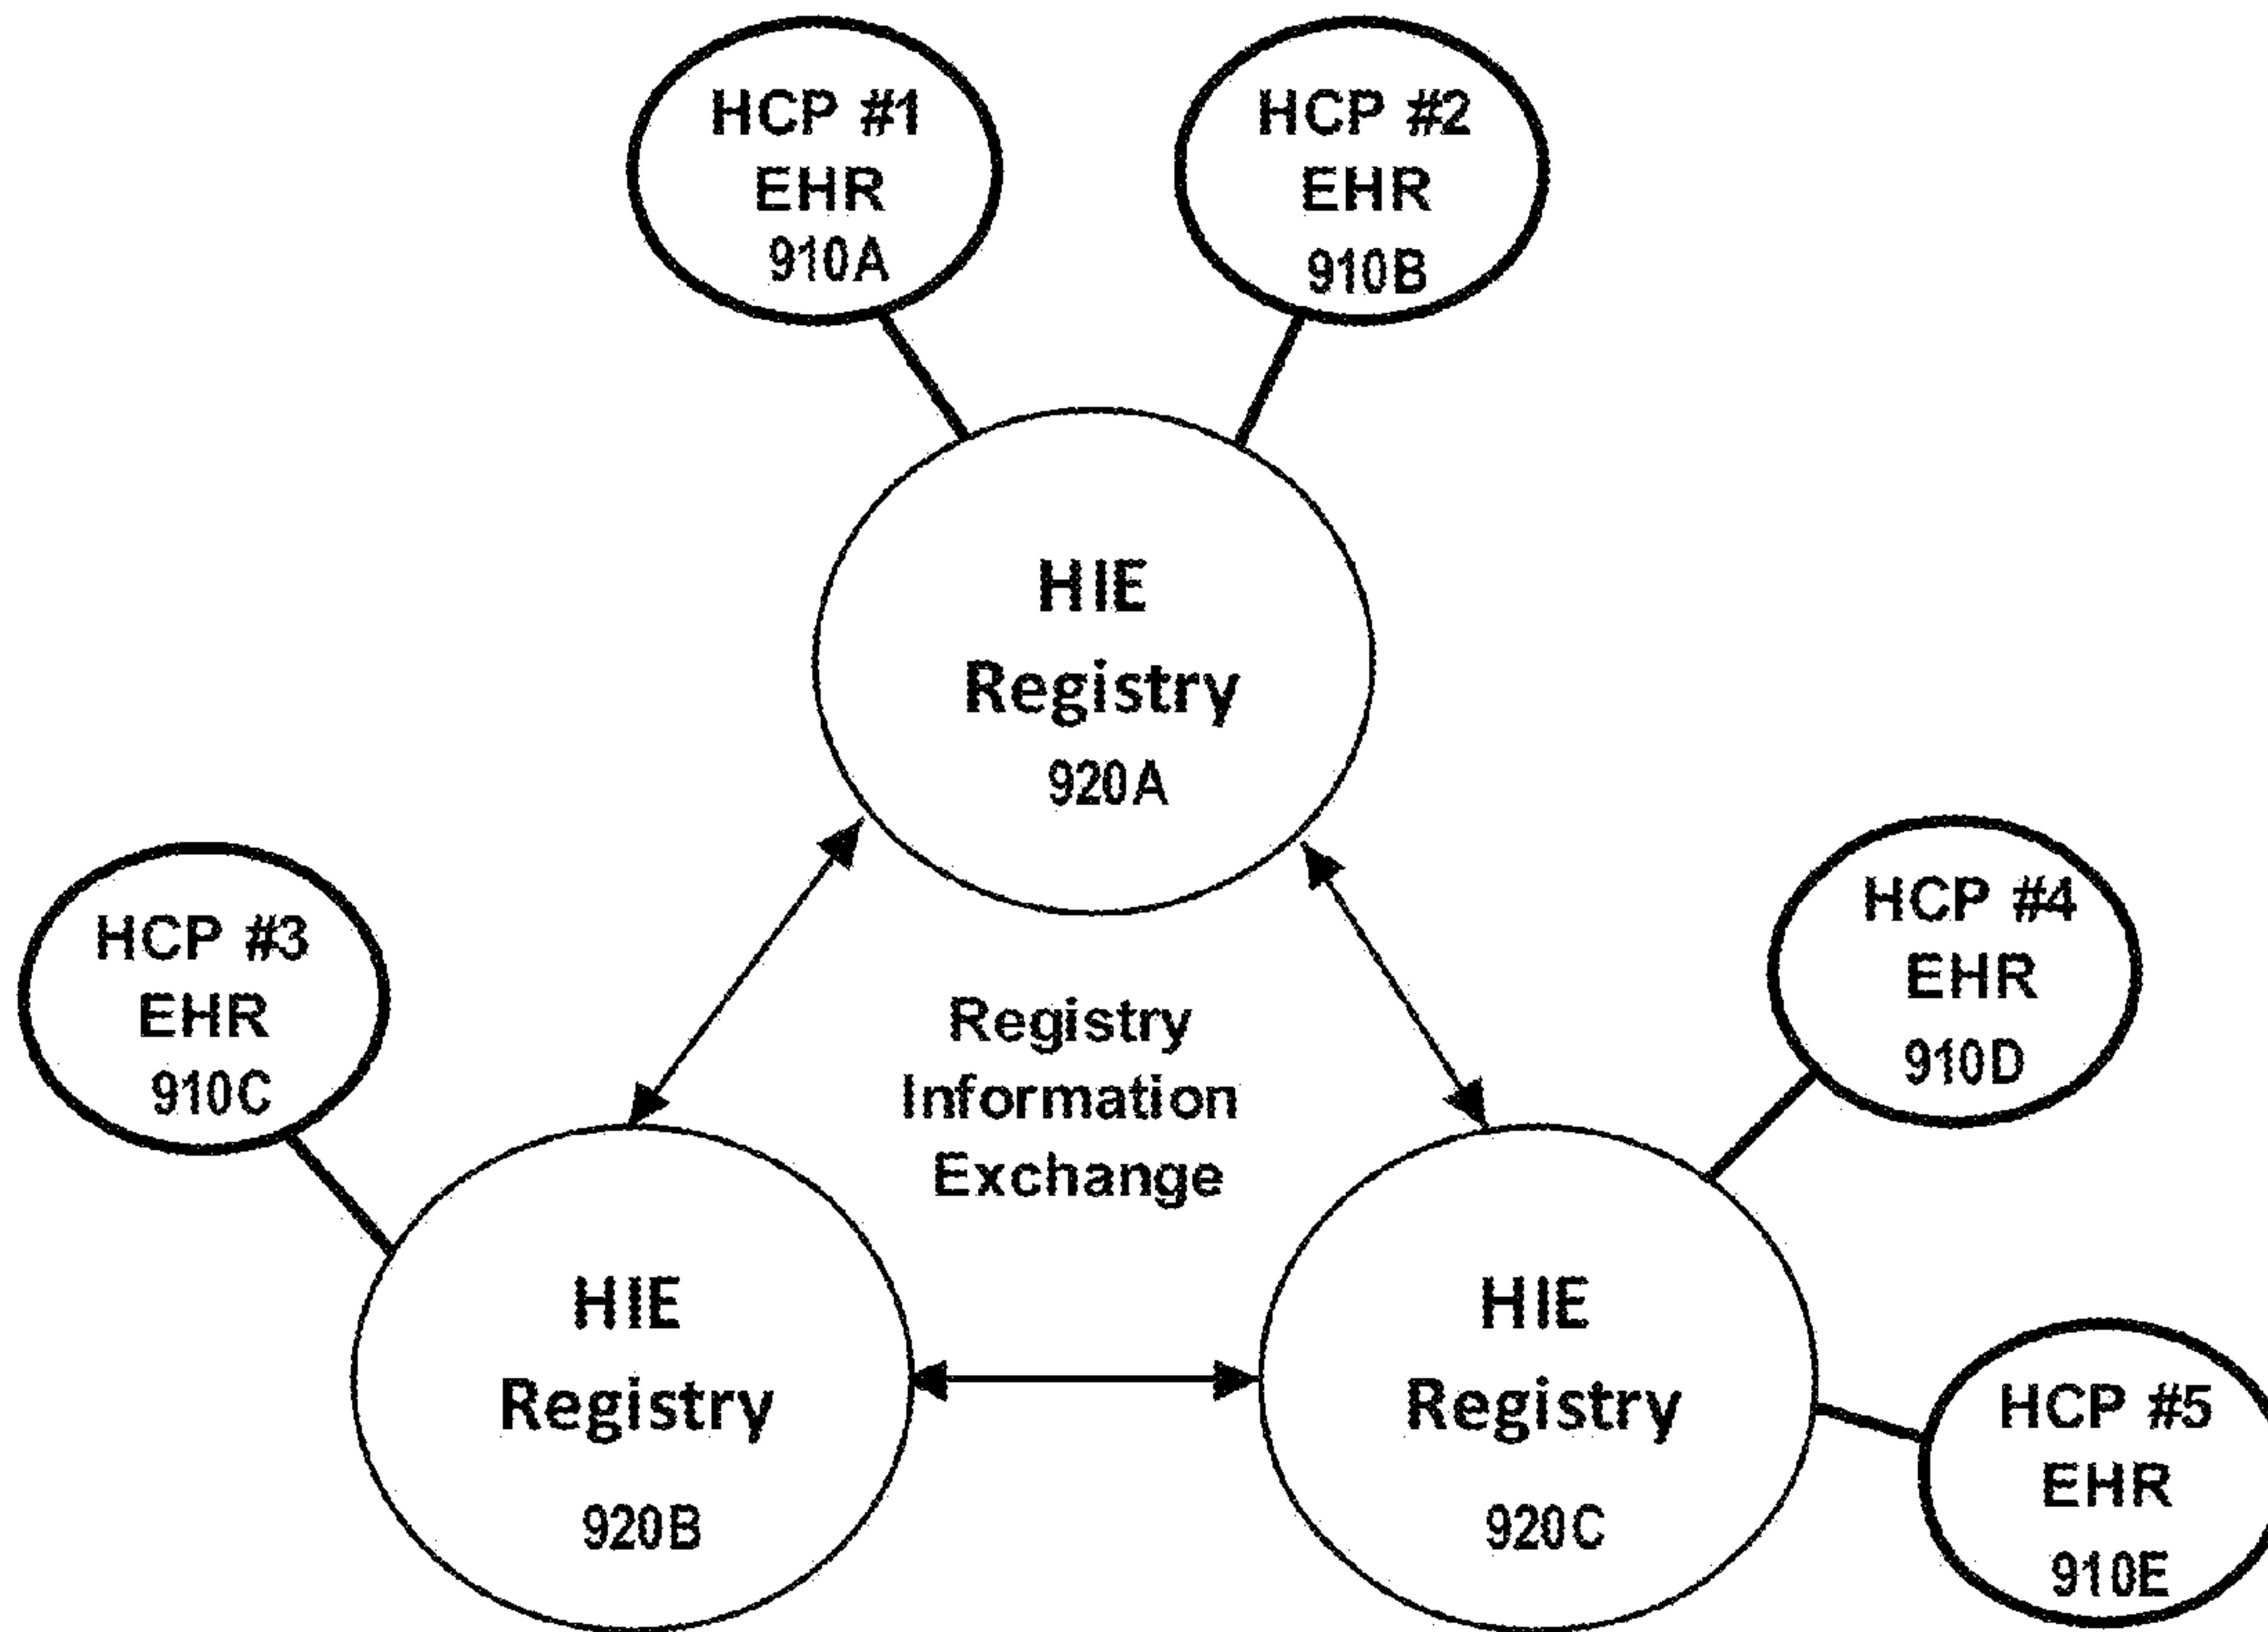 HCP #1
EHR
910A
HCP #2
EHR
910B
HIE
Registry
920A
HCP #3
EHR
910C
Registry
Information
Exchange
HCP #4
EHR
910D
HIE
Registry
920B
HIE
Registry
920C
HCP #5
EHR
910E